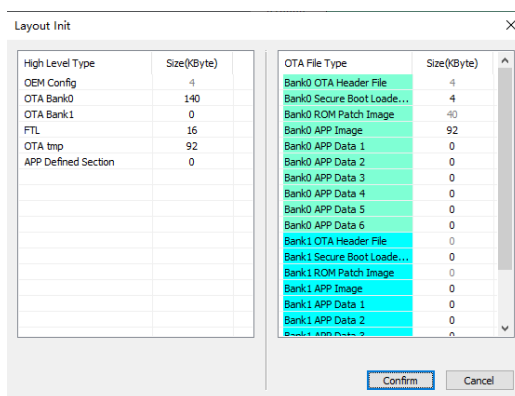 Layout Init
High Level Type Size(KByte)
OEM Config 4
OTA Bank0 140
OTA Bank1 0
FTL 16
OTA tmp 92
APP Defined Section 0
OTA File Type Size(KByte)
Bank0 OTA Header File 4
Bank0 Secure Boot Loade... 4
Bank0 ROM Patch Image 40
Bank0 APP Image 92
Bank0 APP Data 1 0
Bank0 APP Data 2 0
Bank0 APP Data 3 0
Bank0 APP Data 4 0
Bank0 APP Data 5 0
Bank0 APP Data 6 0
Bank1 OTA Header File 0
Bank1 Secure Boot Loade... 0
Bank1 ROM Patch Image 0
Bank1 APP Image 0
Bank1 APP Data 1 0
Bank1 APP Data 2 0
Bank1 APP Data 3 0
Confirm Cancel